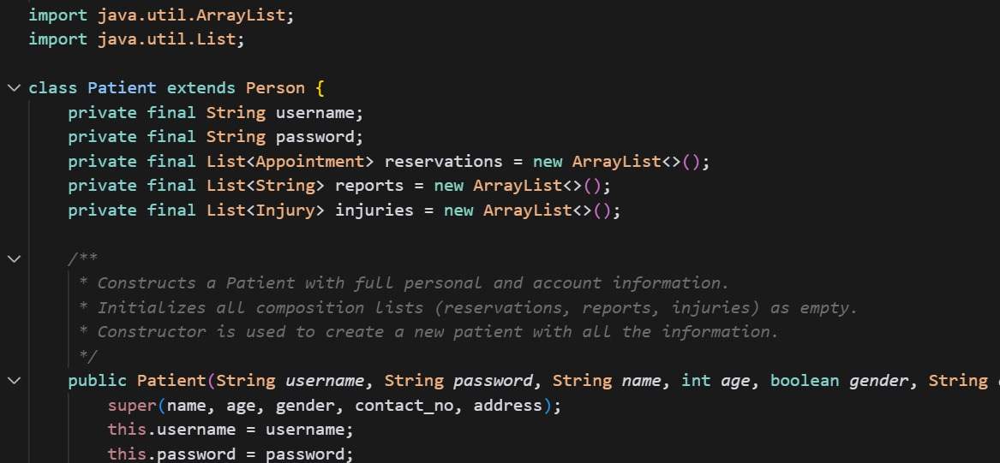 import java.util.ArrayList;
import java.util.List;
class Patient extends Person {
private final String username;
private final String password;
private final List<Appointment> reservations = new ArrayList<>();
private final List<String> reports = new ArrayList<>();
private final List<Injury> injuries = new ArrayList<>();
/**
* Constructs a Patient with full personal and account information.
* Initializes all composition lists (reservations, reports, injuries) as empty.
* Constructor is used to create a new patient with all the information.
*/
public Patient(String username, String password, String name, int age, boolean gender, String
super(name, age, gender, contact_no, address);
this.username = username;
this.password = password;